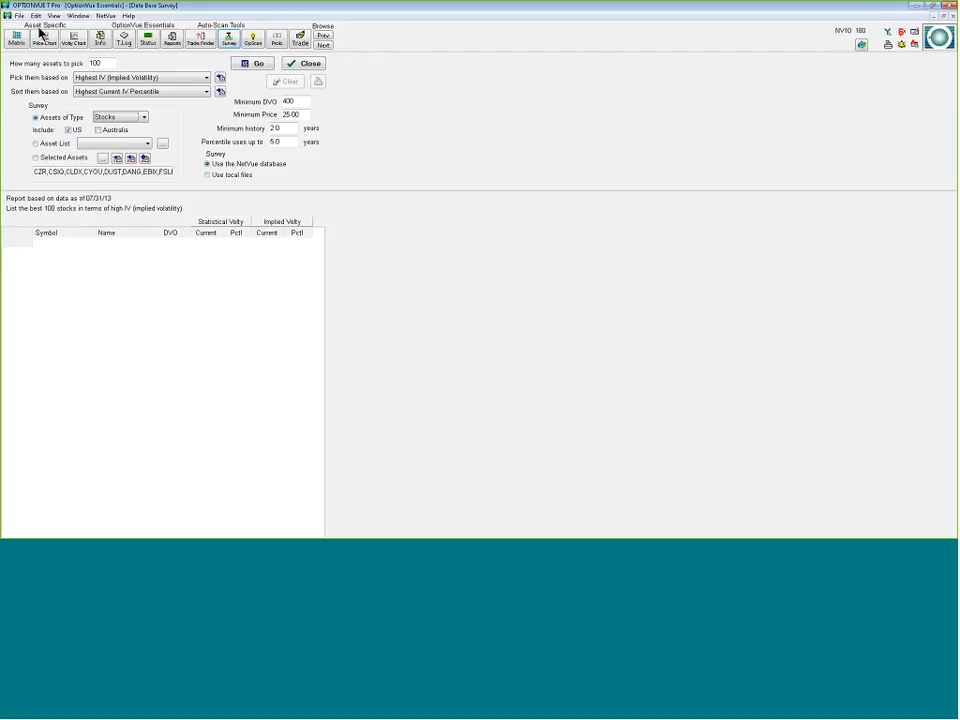 OPTIONVUE 7 Pro [OptionVue Essentials] - [Data Base Survey]
File Edit View Window NetVue Help
Asset Specific OptionVue Essentials Auto-Scan Tools Browse
Matrix Price Chart Volty Chart Info T.Log Status Reports Trade Finder Survey OpScan Prob. Trade Prev Next
NV10 180
How many assets to pick 100 Go Close
Pick them based on Highest IV (Implied Volatility)
Clear
Sort them based on Highest Current IV Percentile
Survey
Minimum DVO 400
Assets of Type Stocks
Minimum Price 25.00
Include US Australia
Minimum history 2.0 years
Asset List ...
Percentile uses up to 5.0 years
Survey
Selected Assets ...
Use the NetVue database
CZR,CSIQ,CLDX,CYOU,DUST,DANG,EBIX,FSLR
Use local files
Report based on data as of 07/31/13
List the best 100 stocks in terms of high IV (implied volatility)
Statistical Volty Implied Volty
Symbol Name DVO Current Pctl Current Pctl